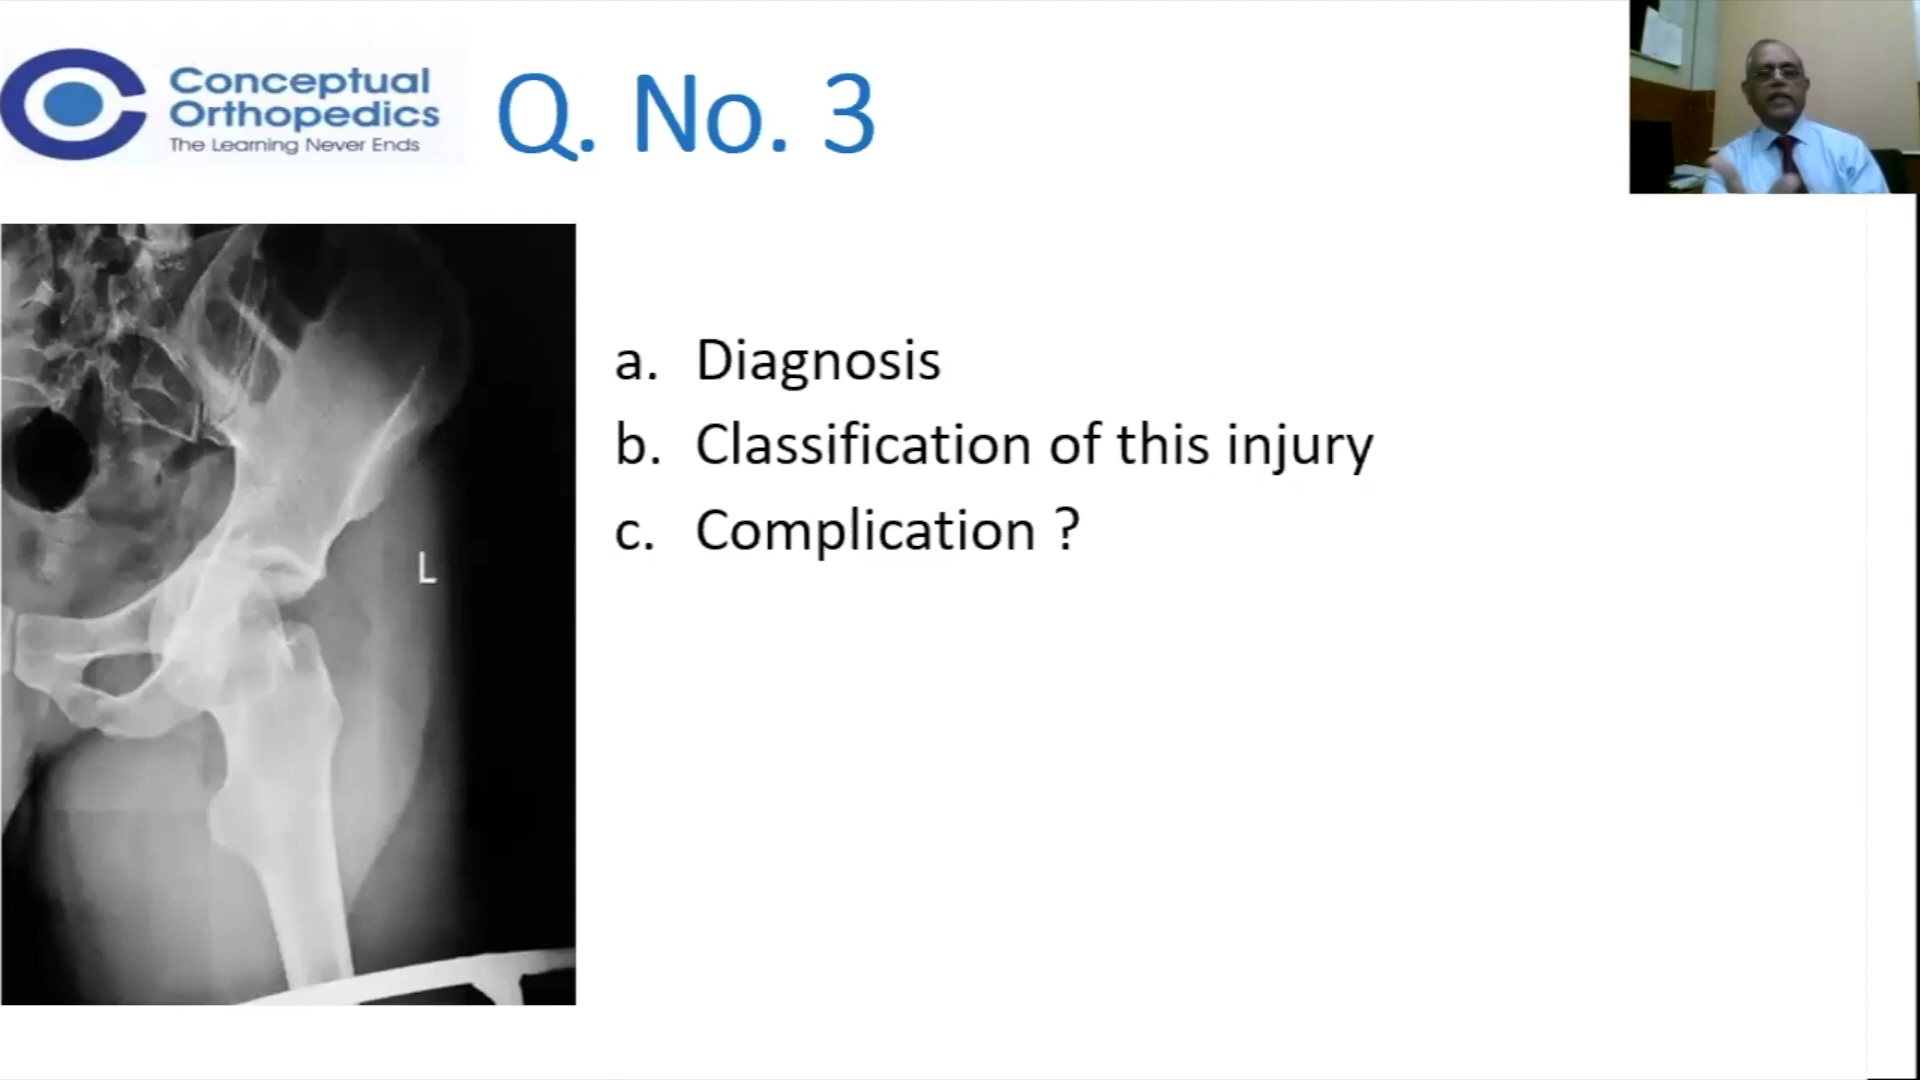 Conceptual
Orthopedics
The Learning Never Ends
Q. No. 3
L
a. Diagnosis
b. Classification of this injury
c. Complication ?